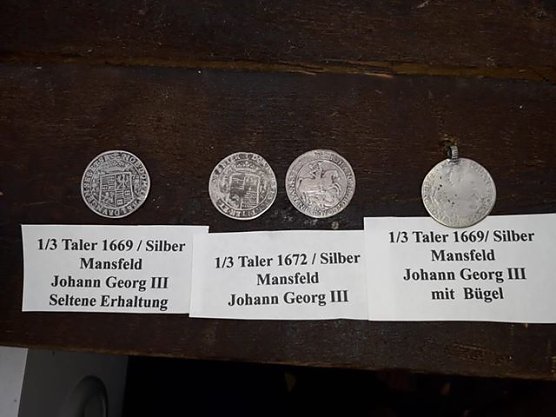 1/3 Taler 1669 / Silber
Mansfeld
Johann Georg III
Seltene Erhaltung
1/3 Taler 1672 / Silber
Mansfeld
Johann Georg III
1/3 Taler 1669/ Silber
Mansfeld
Johann Georg III
mit Bügel